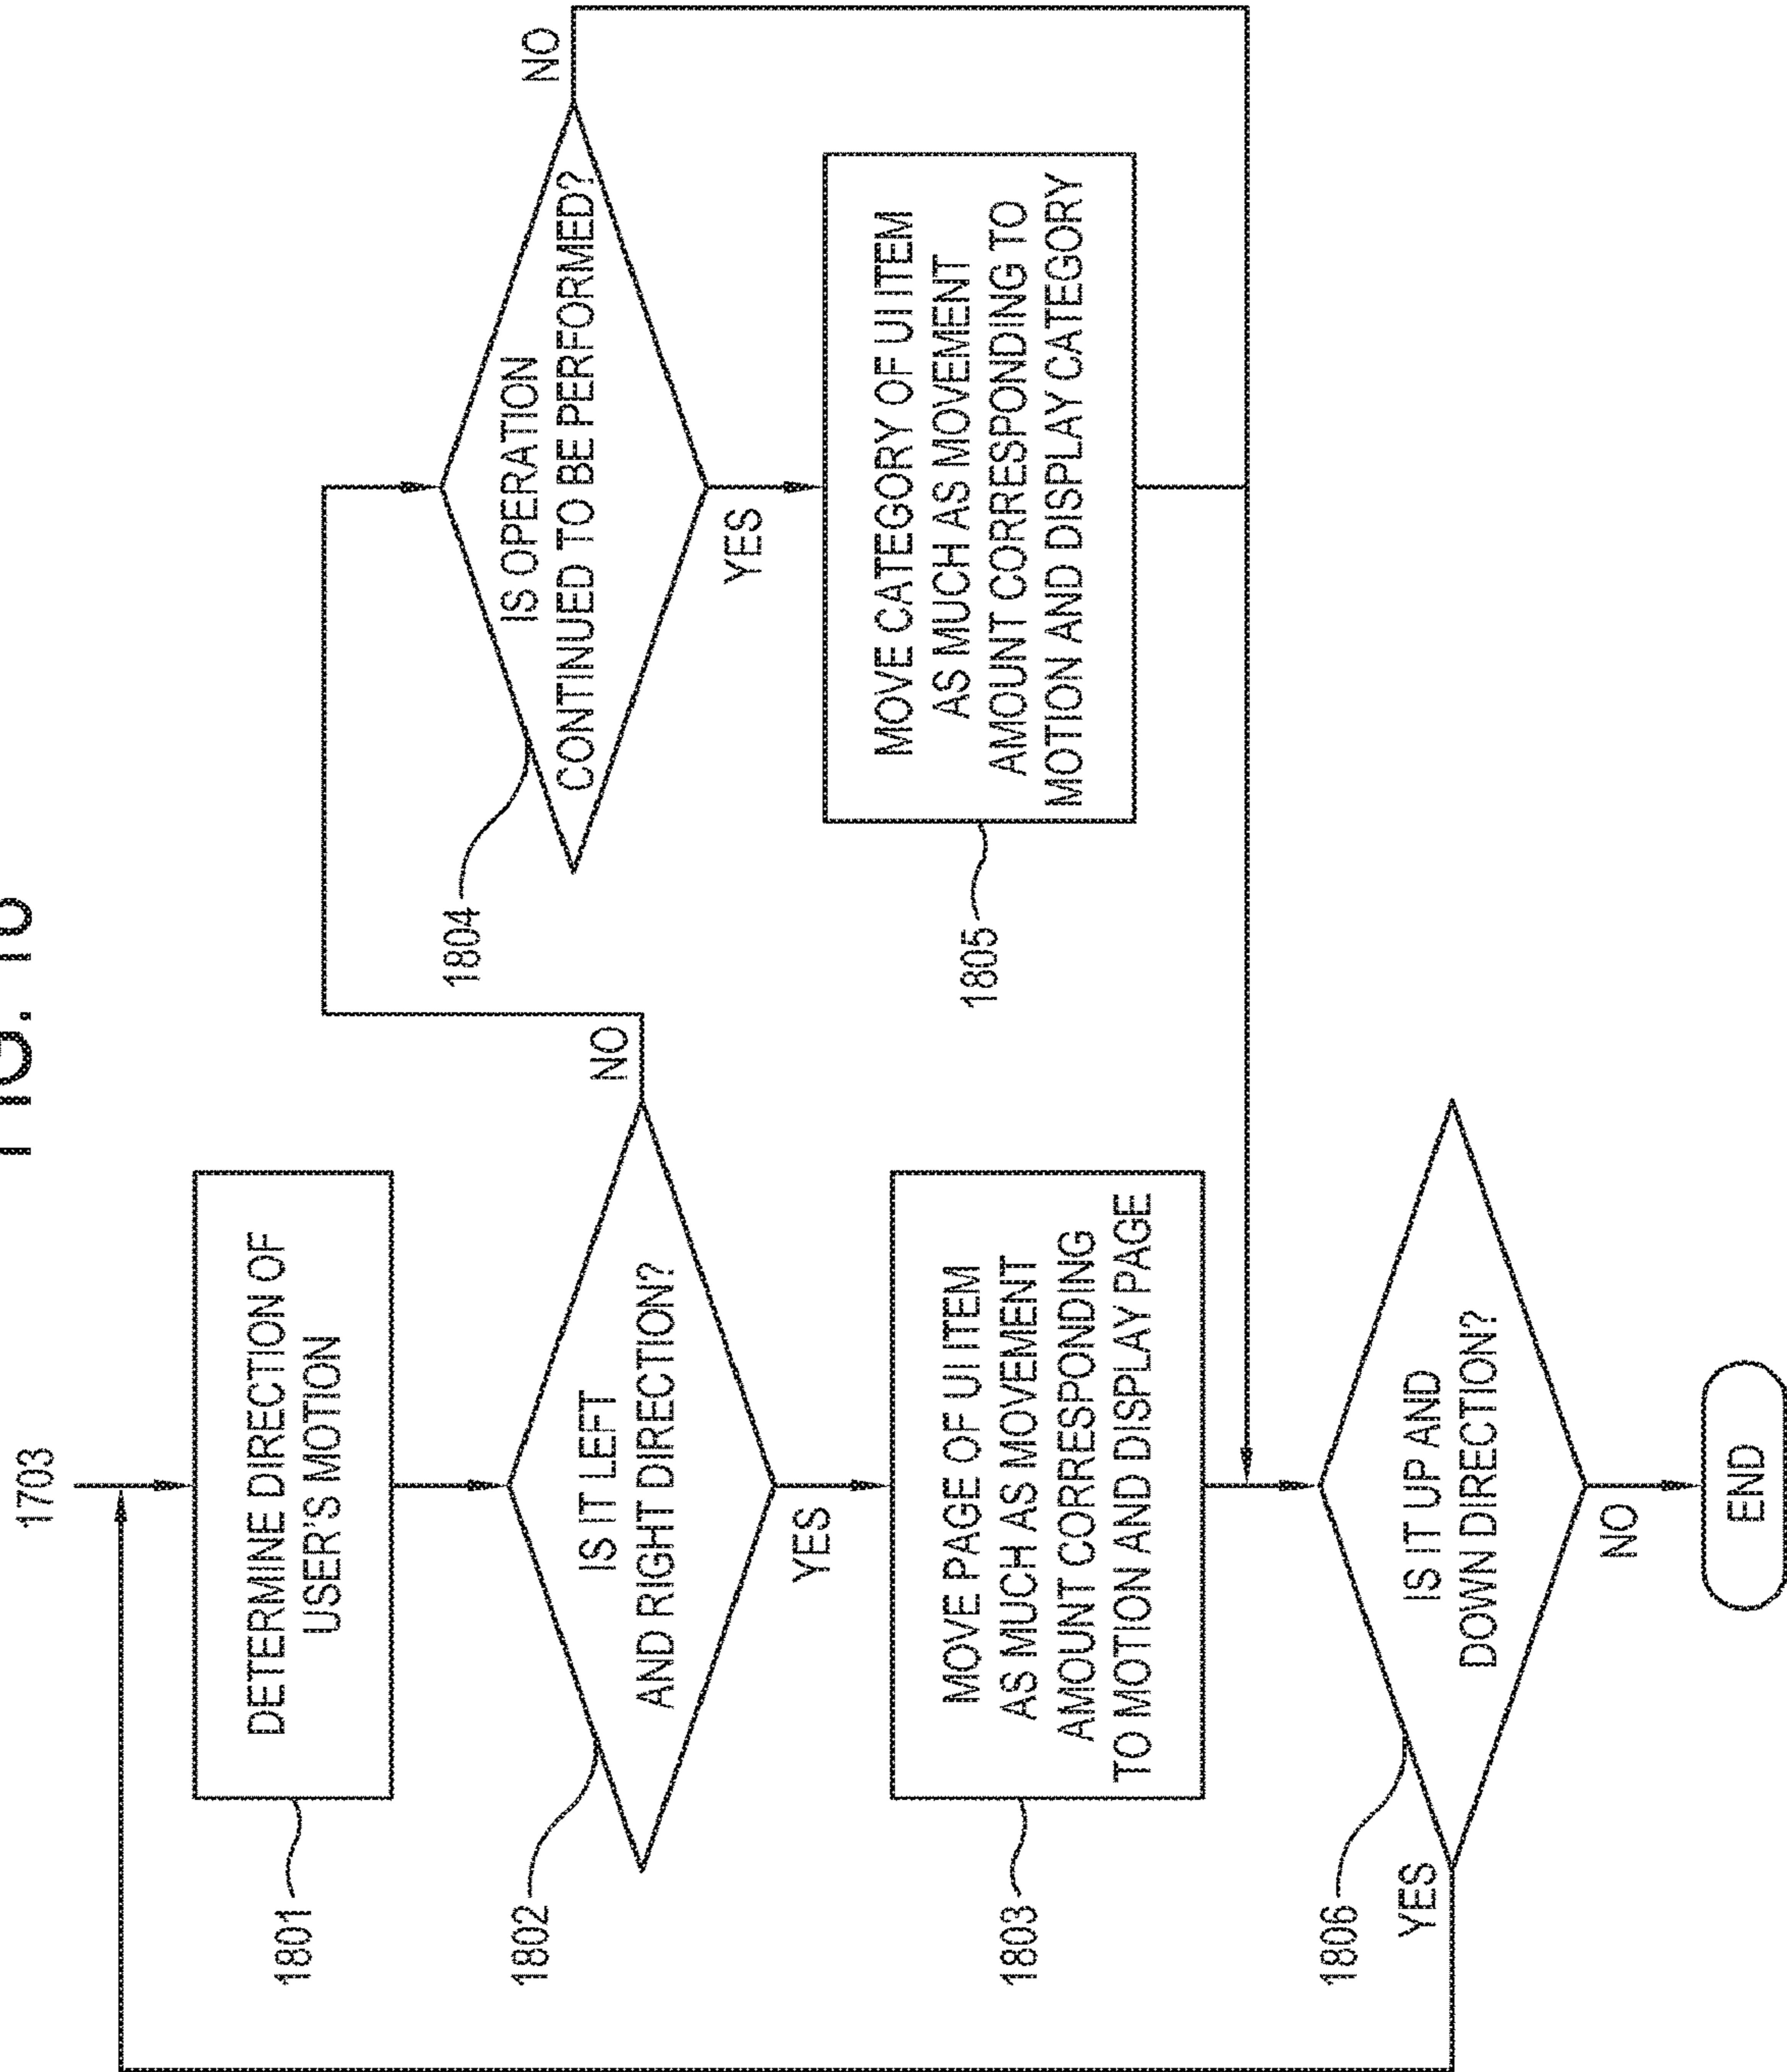 FIG. 18
1703
DETERMINE DIRECTION OF
USER'S MOTION
1801
IS IT LEFT
AND RIGHT DIRECTION?
1802
NO
YES
MOVE PAGE OF UI ITEM
AS MUCH AS MOVEMENT
AMOUNT CORRESPONDING
TO MOTION AND DISPLAY PAGE
1803
IS OPERATION
CONTINUED TO BE PERFORMED?
1804
NO
YES
MOVE CATEGORY OF UI ITEM
AS MUCH AS MOVEMENT
AMOUNT CORRESPONDING TO
MOTION AND DISPLAY CATEGORY
1805
IS IT UP AND
DOWN DIRECTION?
1806
YES
NO
END